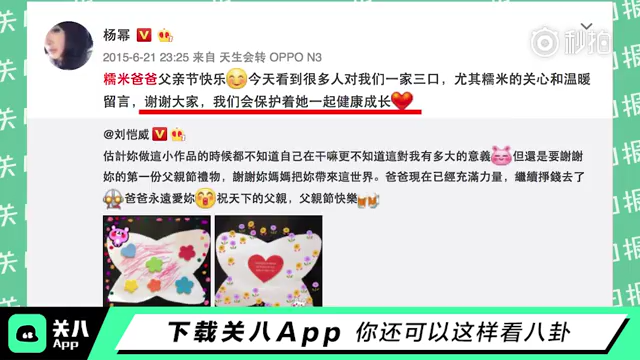 杨幂
2015-6-21 23:25 来自 天生会转 OPPO N3
秒拍
糯米爸爸父亲节快乐今天看到很多人对我们一家三口,尤其糯米的关心和温暖
留言,谢谢大家,我们会保护着她一起健康成长
@刘恺威
估計妳做這小作品的時候都不知道自己在干嘛更不知道這對我有多大的意義但還是要謝謝
妳的第一份父親節禮物,謝謝妳媽媽把妳帶來這世界。爸爸現在已經充滿力量,繼續掙錢去了
爸爸永遠愛妳祝天下的父親,父親節快樂
关八
App
下载关八App 你还可以这样看八卦